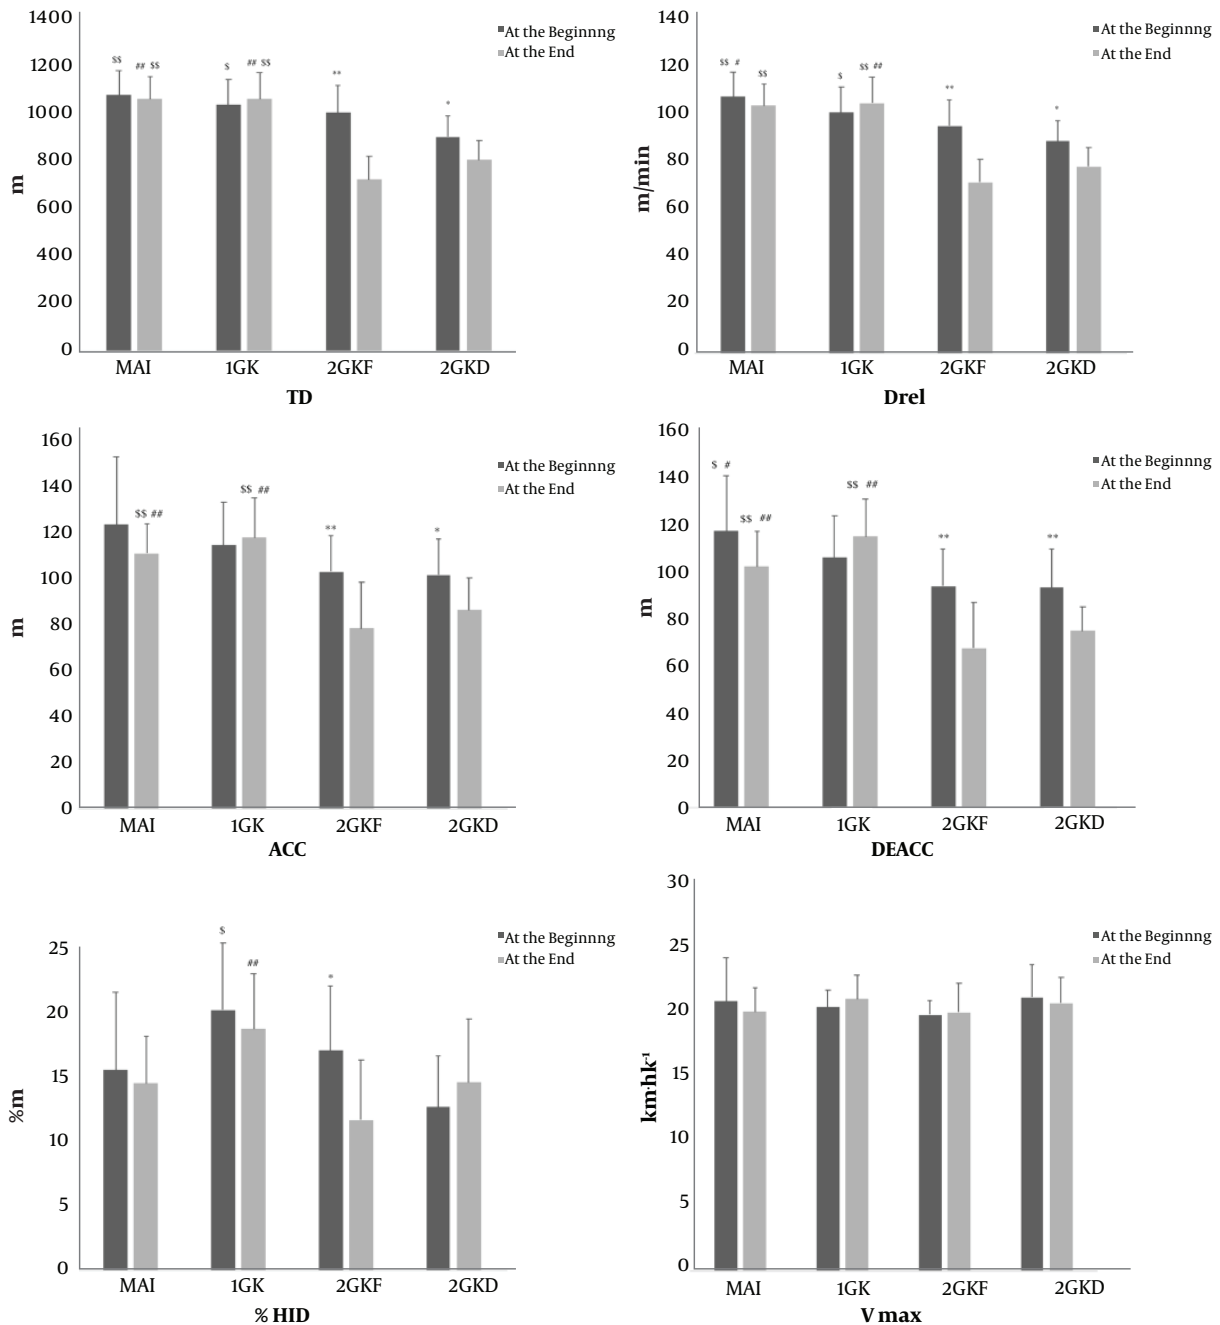 1400
1200
1000
800
600
400
200
0
m
$$ ## $$ $ ## $$ ** *
At the Beginnng
At the End
MAI 1GK 2GKF 2GKD
TD
140
120
100
80
60
40
20
0
m/min
$$ # $$ $ $$ ## ** *
At the Beginnng
At the End
MAI 1GK 2GKF 2GKD
Drel
160
140
120
100
80
60
40
20
0
m
$$ ## $$ ## ** *
At the Beginnng
At the End
MAI 1GK 2GKF 2GKD
ACC
160
140
120
100
80
60
40
20
0
m
$ # $$ ## $$ ## ** **
At the Beginnng
At the End
MAI 1GK 2GKF 2GKD
DEACC
25
20
15
10
5
0
%m
$ ## *
At the Beginnng
At the End
MAI 1GK 2GKF 2GKD
% HID
30
25
20
15
10
5
0
km·hk⁻¹
At the Beginnng
At the End
MAI 1GK 2GKF 2GKD
V max